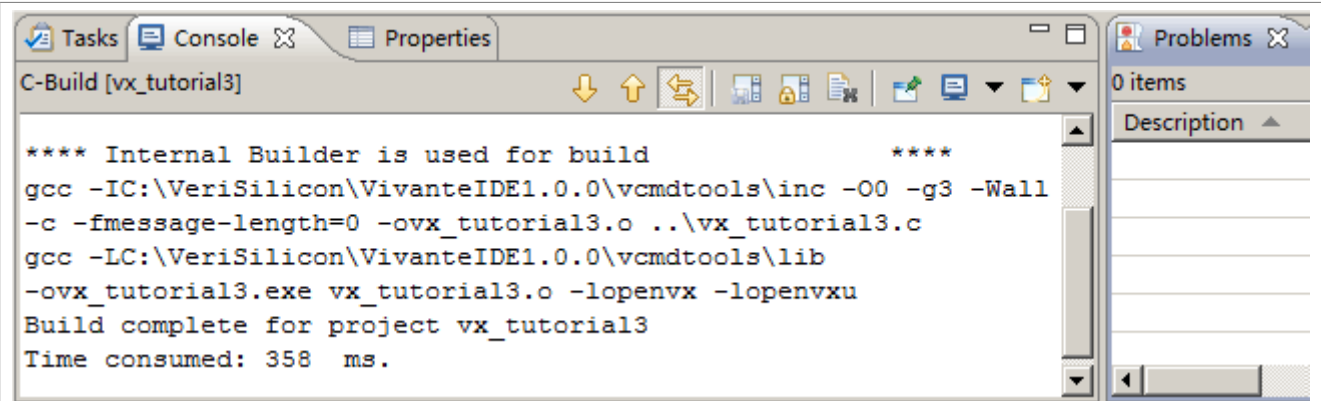 Tasks Console Properties
C-Build [vx_tutorial3]
**** Internal Builder is used for build                ****
gcc -IC:\VeriSilicon\VivanteIDE1.0.0\vcmdtools\inc -O0 -g3 -Wall
-c -fmessage-length=0 -ovx_tutorial3.o ..\vx_tutorial3.c
gcc -LC:\VeriSilicon\VivanteIDE1.0.0\vcmdtools\lib
-ovx_tutorial3.exe vx_tutorial3.o -lopenvx -lopenvxu
Build complete for project vx_tutorial3
Time consumed: 358  ms.
Problems
0 items
Description